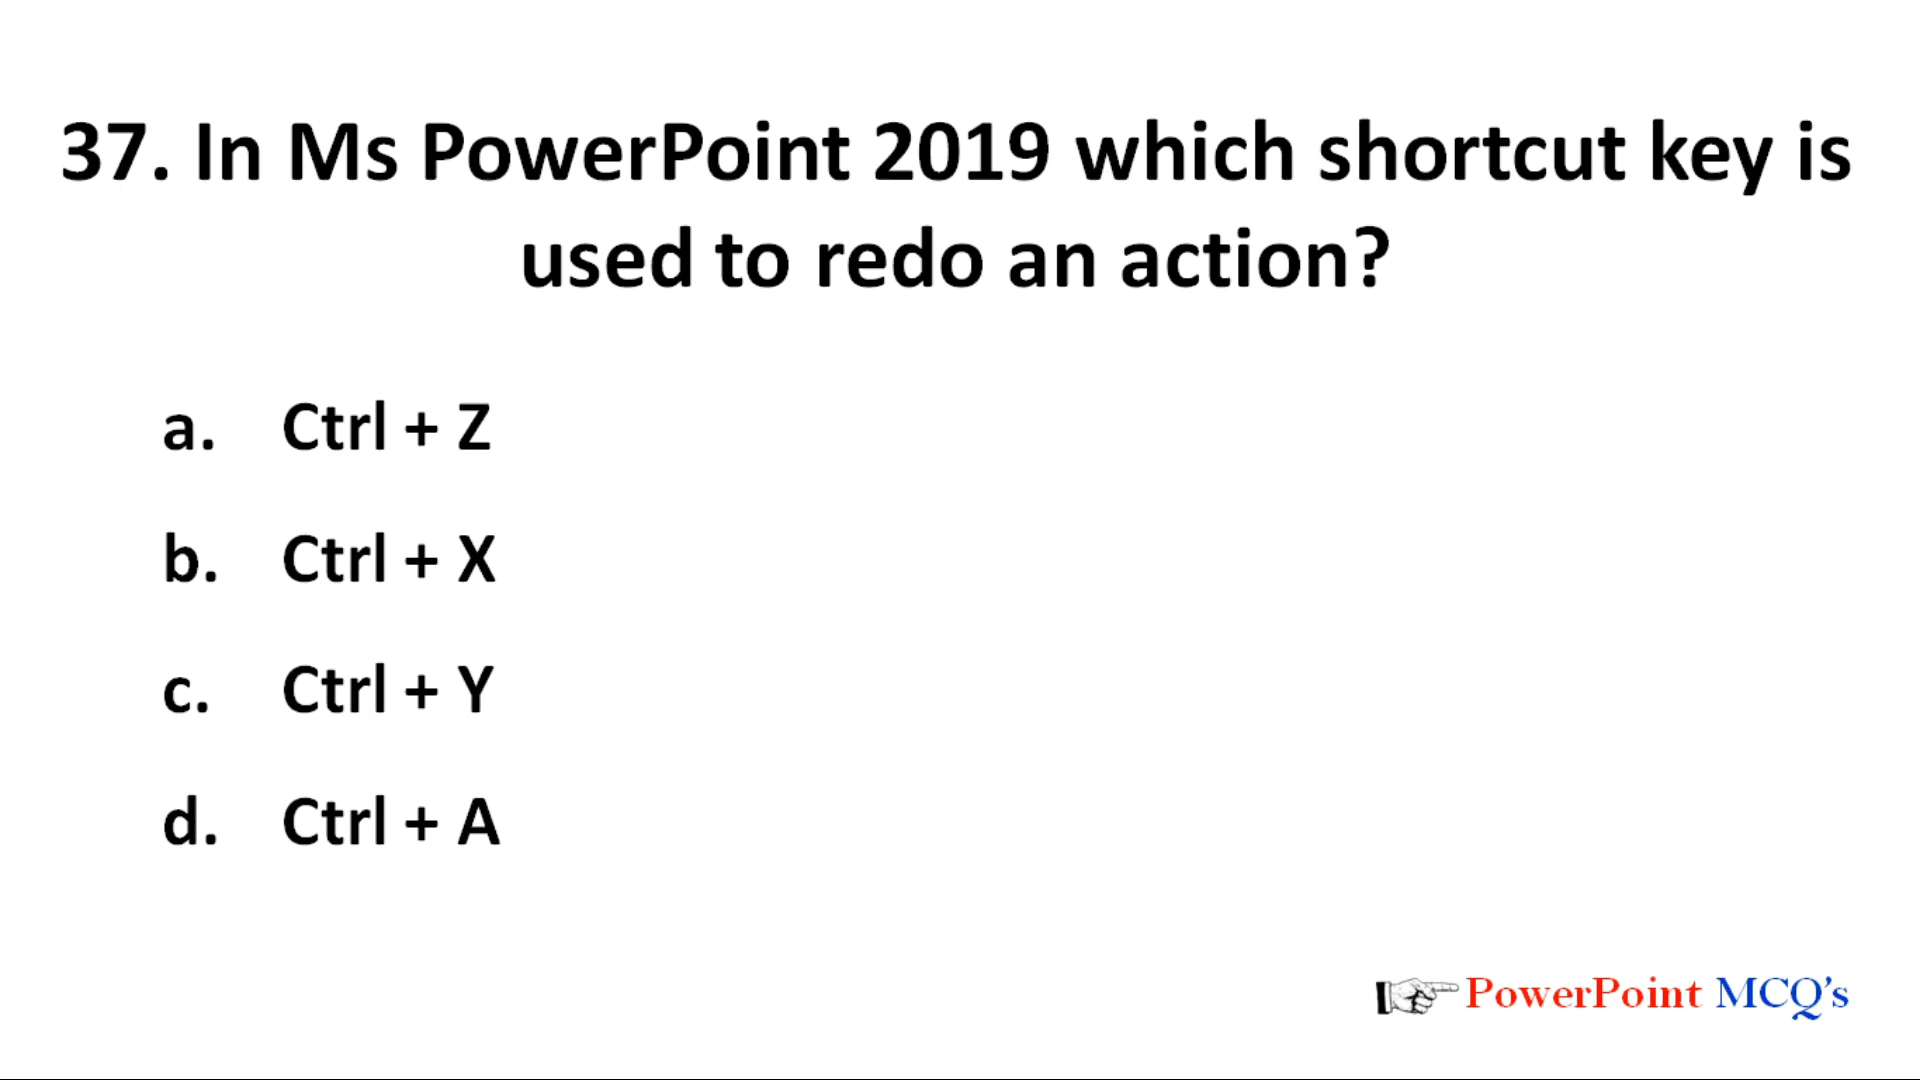 37. In Ms PowerPoint 2019 which shortcut key is
used to redo an action?
a. Ctrl + Z
b. Ctrl + X
c. Ctrl + Y
d. Ctrl + A
PowerPoint MCQ's